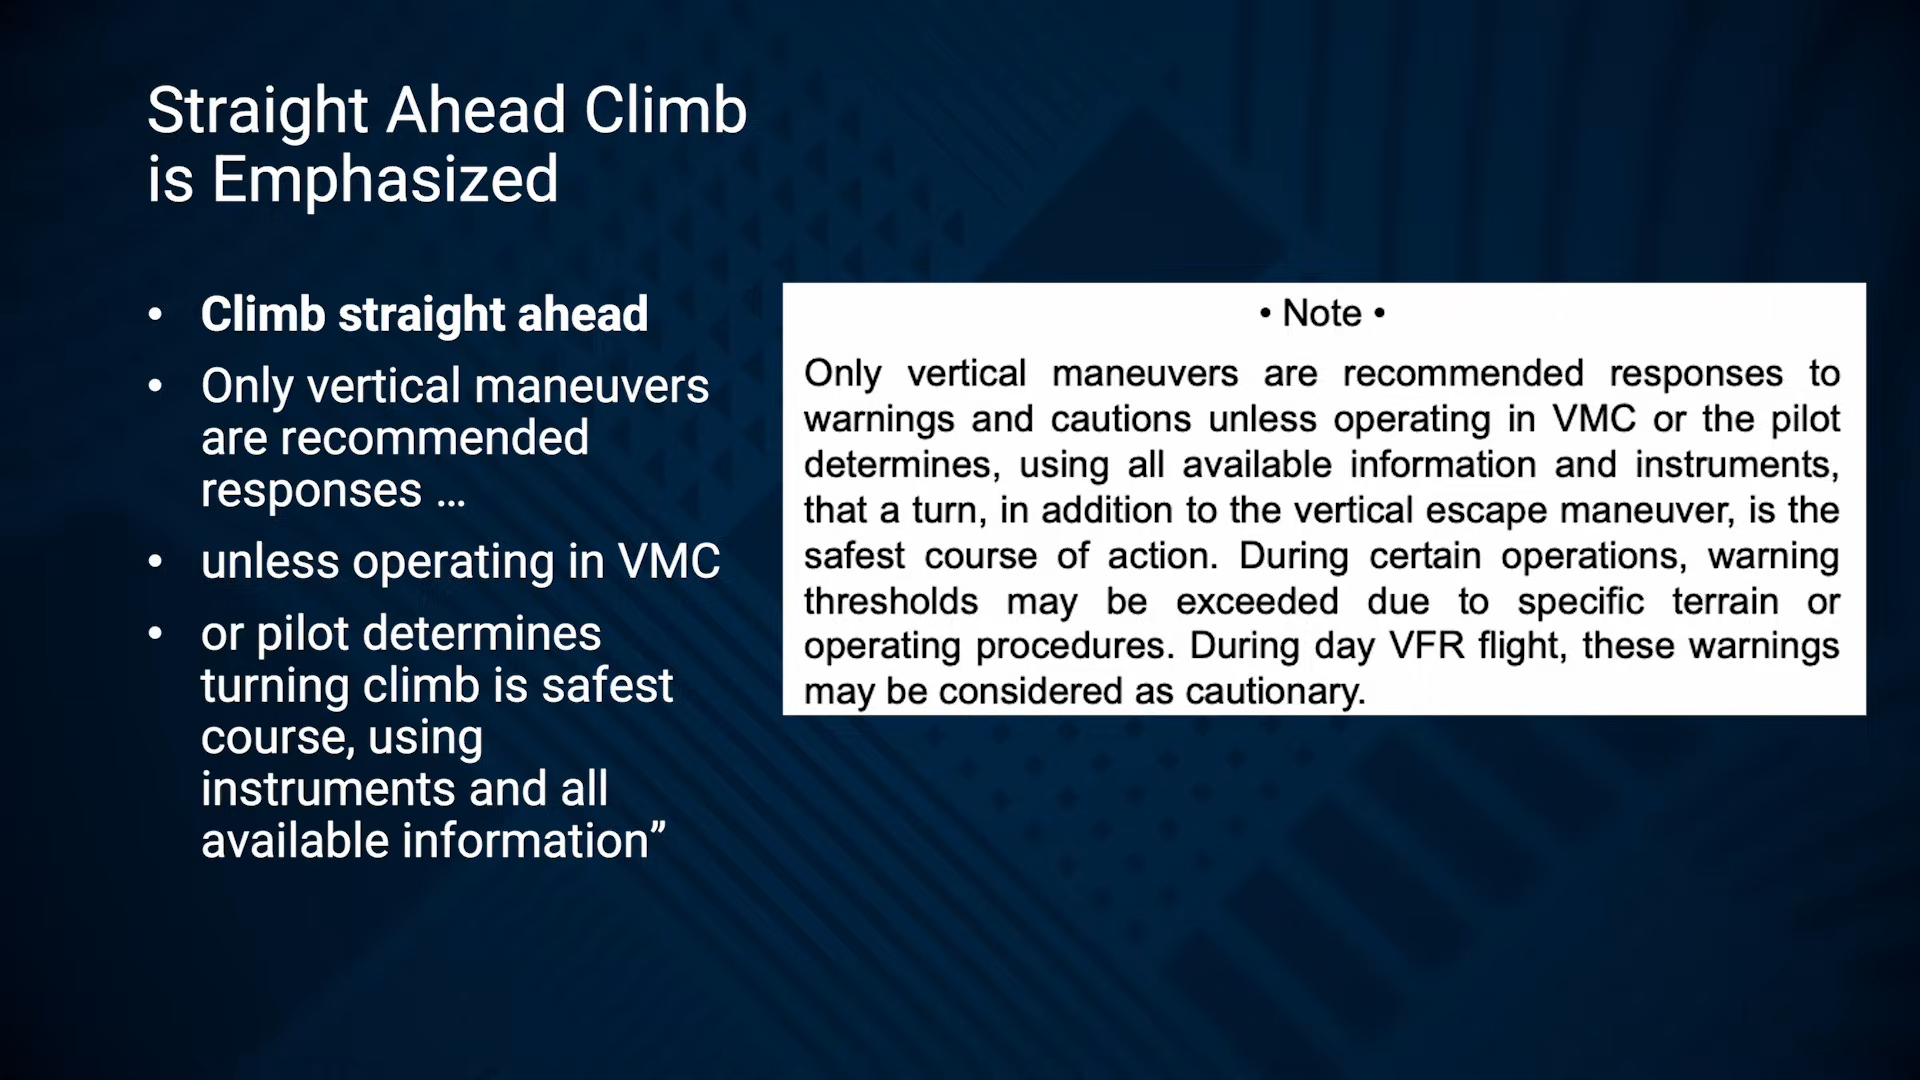 Straight Ahead Climb
is Emphasized
• Climb straight ahead
• Only vertical maneuvers
are recommended
responses ...
• unless operating in VMC
• or pilot determines
turning climb is safest
course, using
instruments and all
available information”
• Note •
Only vertical maneuvers are recommended responses to
warnings and cautions unless operating in VMC or the pilot
determines, using all available information and instruments,
that a turn, in addition to the vertical escape maneuver, is the
safest course of action. During certain operations, warning
thresholds may be exceeded due to specific terrain or
operating procedures. During day VFR flight, these warnings
may be considered as cautionary.